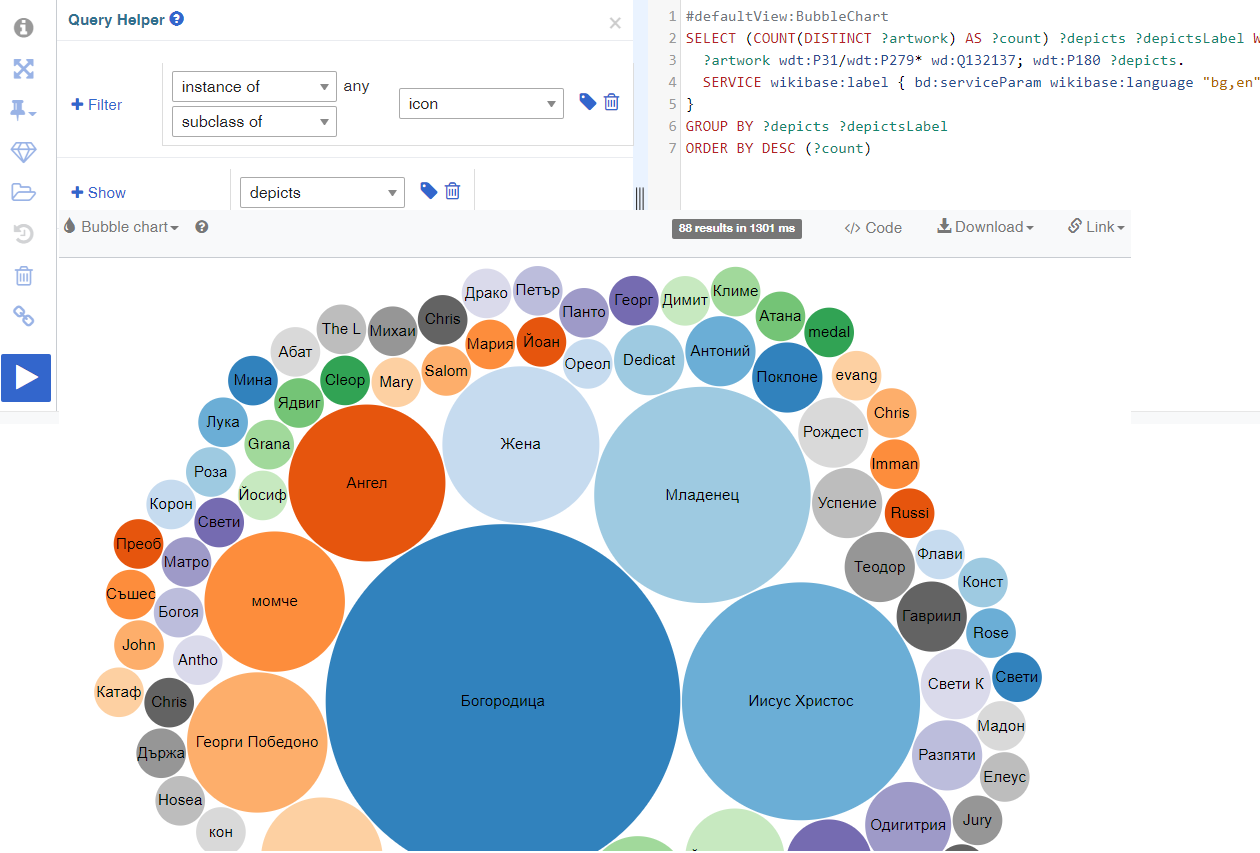 Query Helper
×
+ Filter
instance of
any
subclass of
icon
+ Show
depicts
1 #defaultView:BubbleChart
2 SELECT (COUNT(DISTINCT ?artwork) AS ?count) ?depicts ?depictsLabel W
3 ?artwork wdt:P31/wdt:P279* wd:Q132137; wdt:P180 ?depicts.
4 SERVICE wikibase:label { bd:serviceParam wikibase:language "bg,en"
5 }
6 GROUP BY ?depicts ?depictsLabel
7 ORDER BY DESC (?count)
Bubble chart
88 results in 1301 ms
</> Code
Download
Link
Драко
Петър
Панто
Георг
Димит
Климе
Атана
medal
The L
Михаи
Chris
Мария
Йоан
Ореол
Dedicat
Антоний
Поклоне
evang
Абат
Cleop
Mary
Salom
Мина
Ядвиг
Chris
Лука
Grana
Жена
Рождест
Imman
Роза
Йосиф
Ангел
Младенец
Успение
Russi
Корон
Свети
Преоб
Матро
Теодор
Флави
Конст
Съшес
Богоя
момче
Гавриил
Rose
John
Antho
Катаф
Chris
Богородица
Иисус Христос
Свети К
Свети
Мадон
Държа
Георги Победоно
Разпяти
Елеус
Hosea
кон
Одигитрия
Jury